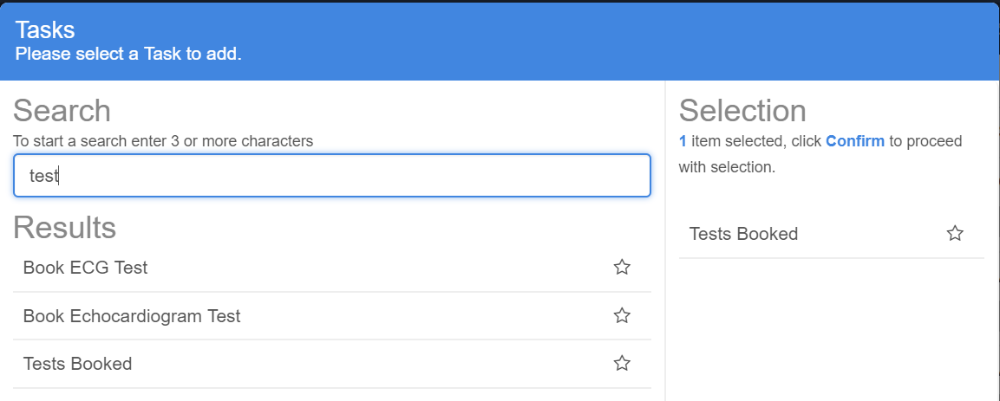 Tasks
Please select a Task to add.
Search
To start a search enter 3 or more characters
test
Results
Book ECG Test
Book Echocardiogram Test
Tests Booked
Selection
1 item selected, click Confirm to proceed
with selection.
Tests Booked